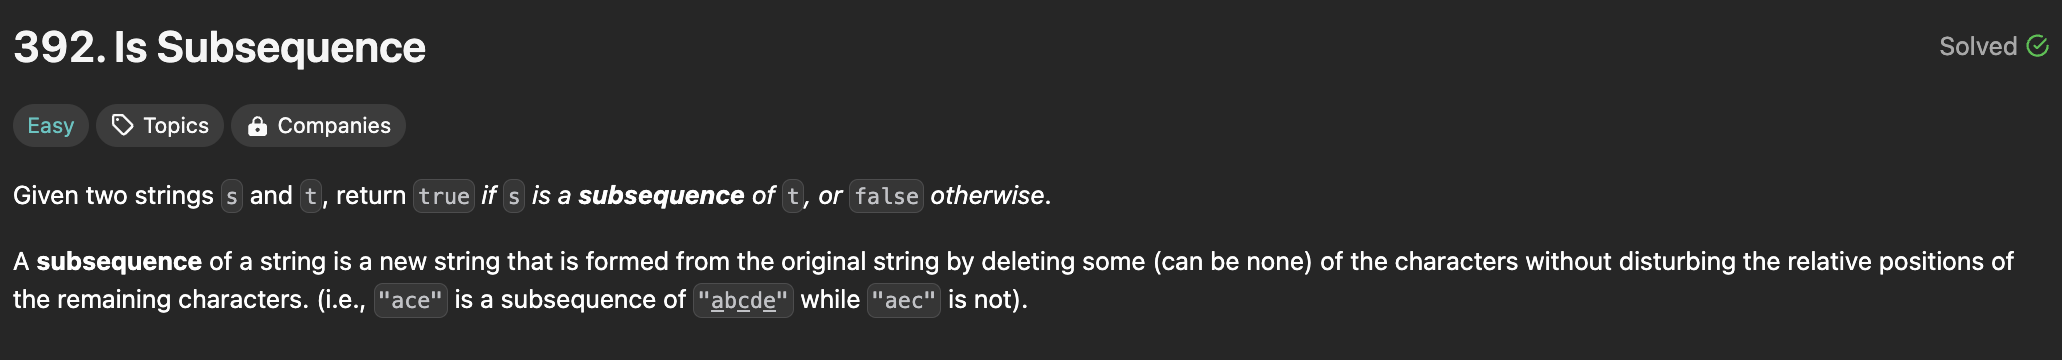 392. Is Subsequence
Solved
Easy
Topics
Companies
Given two strings s and t, return true if s is a subsequence of t, or false otherwise.
A subsequence of a string is a new string that is formed from the original string by deleting some (can be none) of the characters without disturbing the relative positions of
the remaining characters. (i.e., "ace" is a subsequence of "abcde" while "aec" is not).